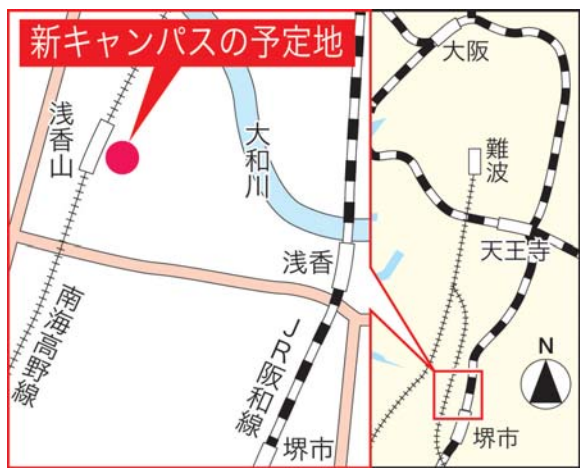 新キャンパスの予定地
浅香山
大和川
浅香
南海高野線
JR阪和線
堺市
大阪
難波
天王寺
N
堺市